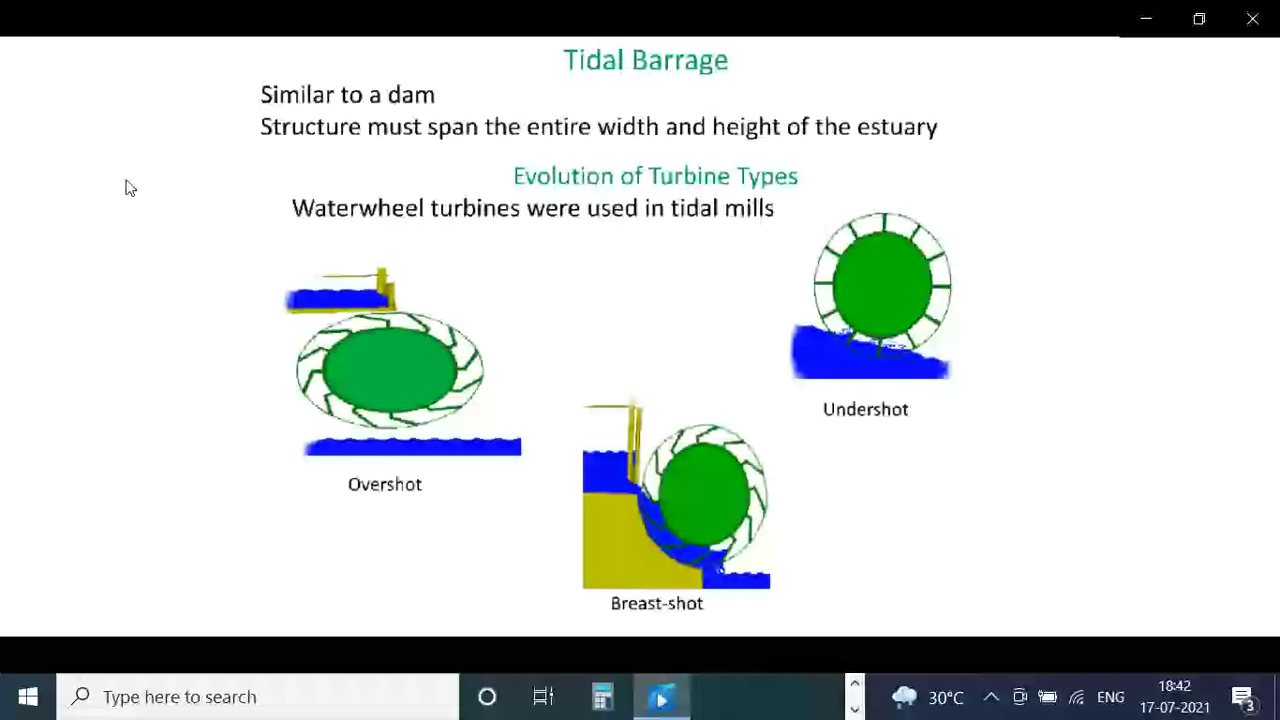 Tidal Barrage
Similar to a dam
Structure must span the entire width and height of the estuary
Evolution of Turbine Types
Waterwheel turbines were used in tidal mills
Undershot
Overshot
Breast-shot
Type here to search
30°C
ENG
18:42
17-07-2021
3